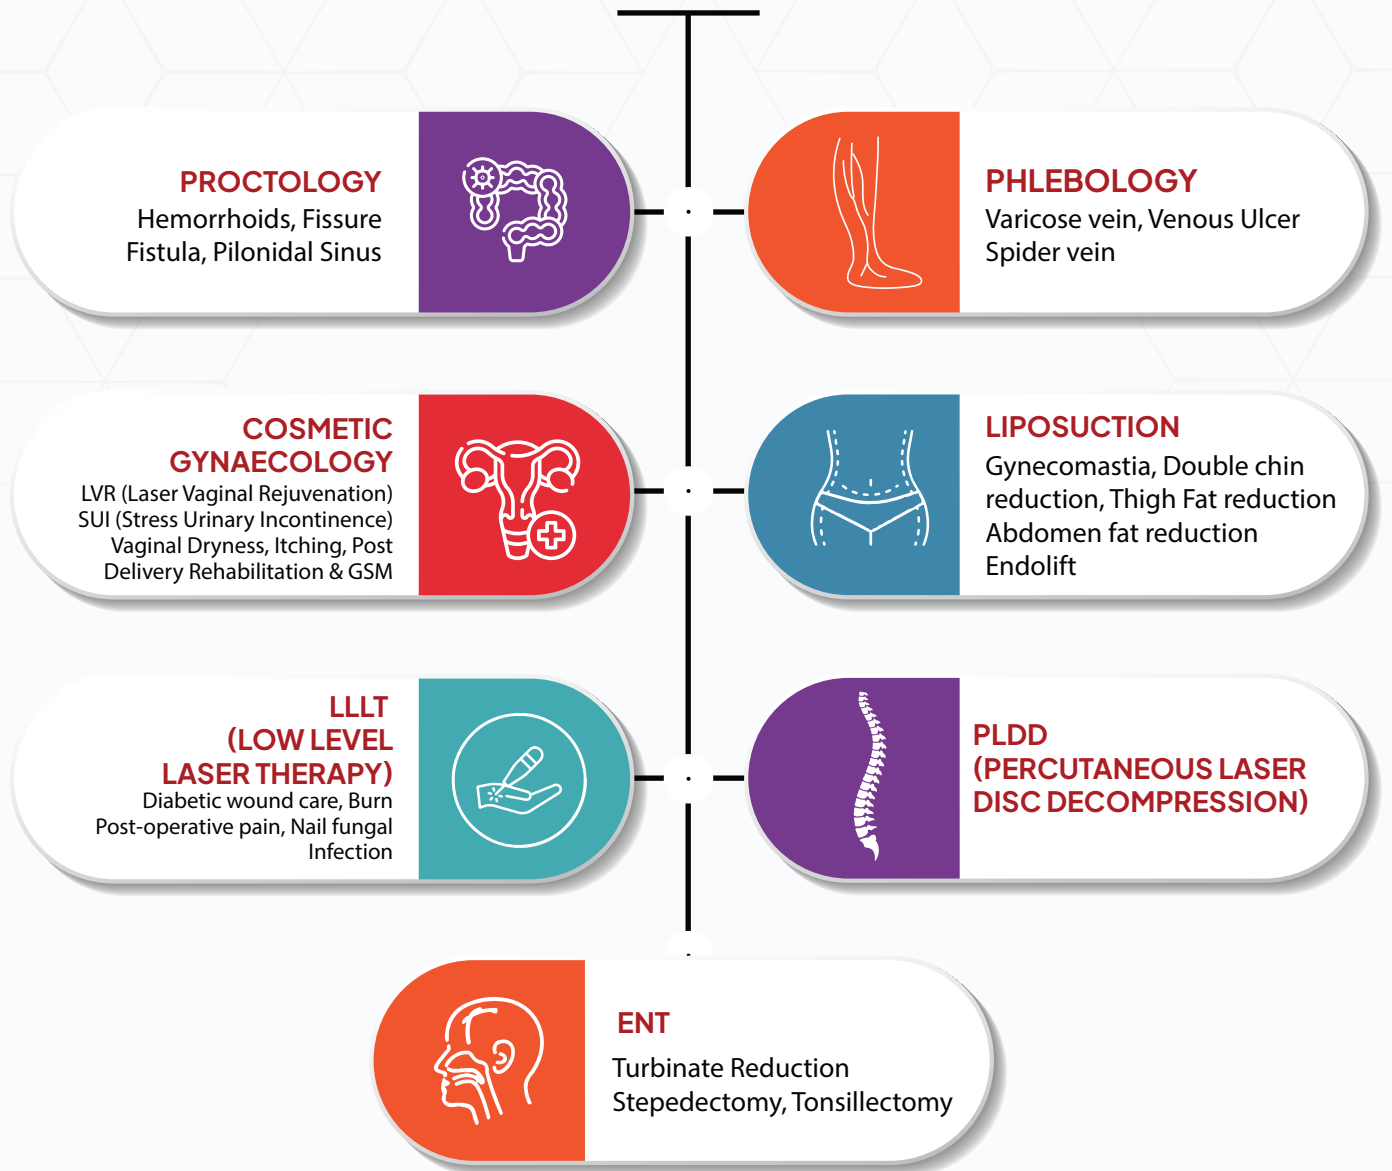 PROCTOLOGY
Hemorrhoids, Fissure
Fistula, Pilonidal Sinus
PHLEBOLOGY
Varicose vein, Venous Ulcer
Spider vein
COSMETIC
GYNAECOLOGY
LVR (Laser Vaginal Rejuvenation)
SUI (Stress Urinary Incontinence)
Vaginal Dryness, Itching, Post
Delivery Rehabilitation & GSM
LIPOSUCTION
Gynecomastia, Double chin
reduction, Thigh Fat reduction
Abdomen fat reduction
Endolift
LLLT
(LOW LEVEL
LASER THERAPY)
Diabetic wound care, Burn
Post-operative pain, Nail fungal
Infection
PLDD
(PERCUTANEOUS LASER
DISC DECOMPRESSION)
ENT
Turbinate Reduction
Stepedectomy, Tonsillectomy